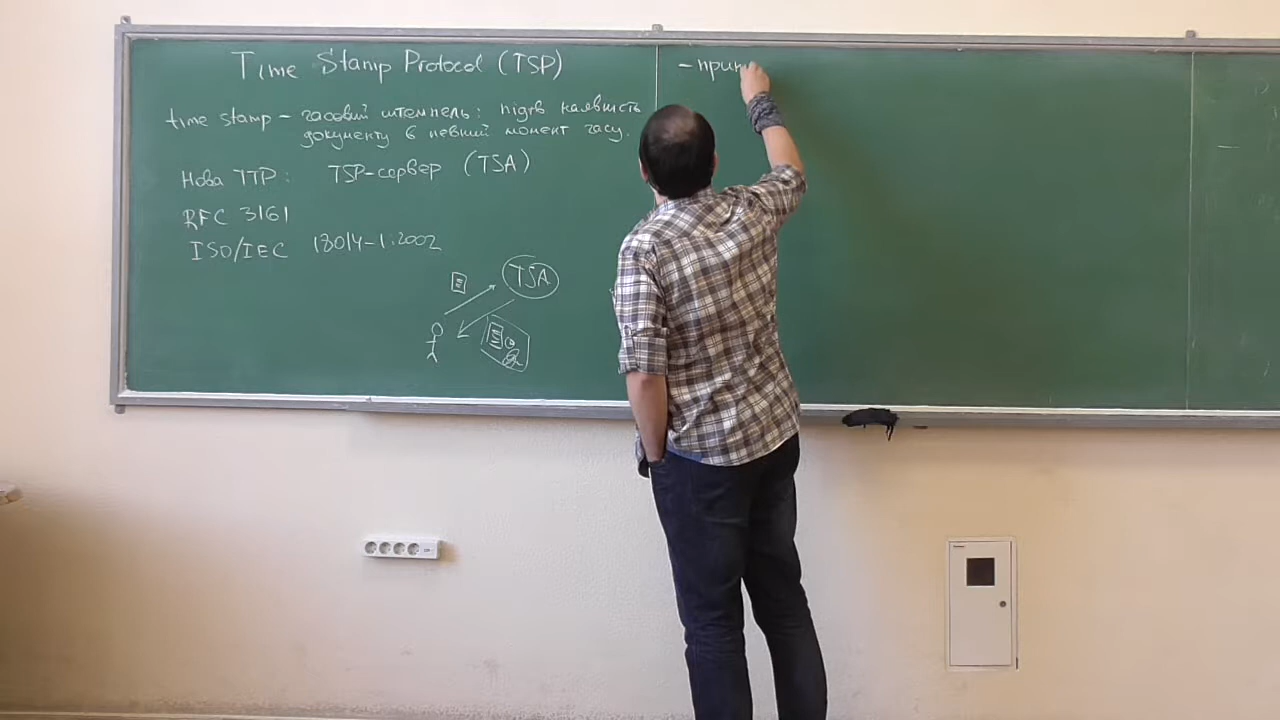 Time Stamp Protocol (TSP)
time stamp – часовий штемпель: підтв наявність
документу в певний момент часу.
Нова TTP: TSP-сервер (TSA)
RFC 3161
ISO/IEC 18014-1:2002
TSA
- при